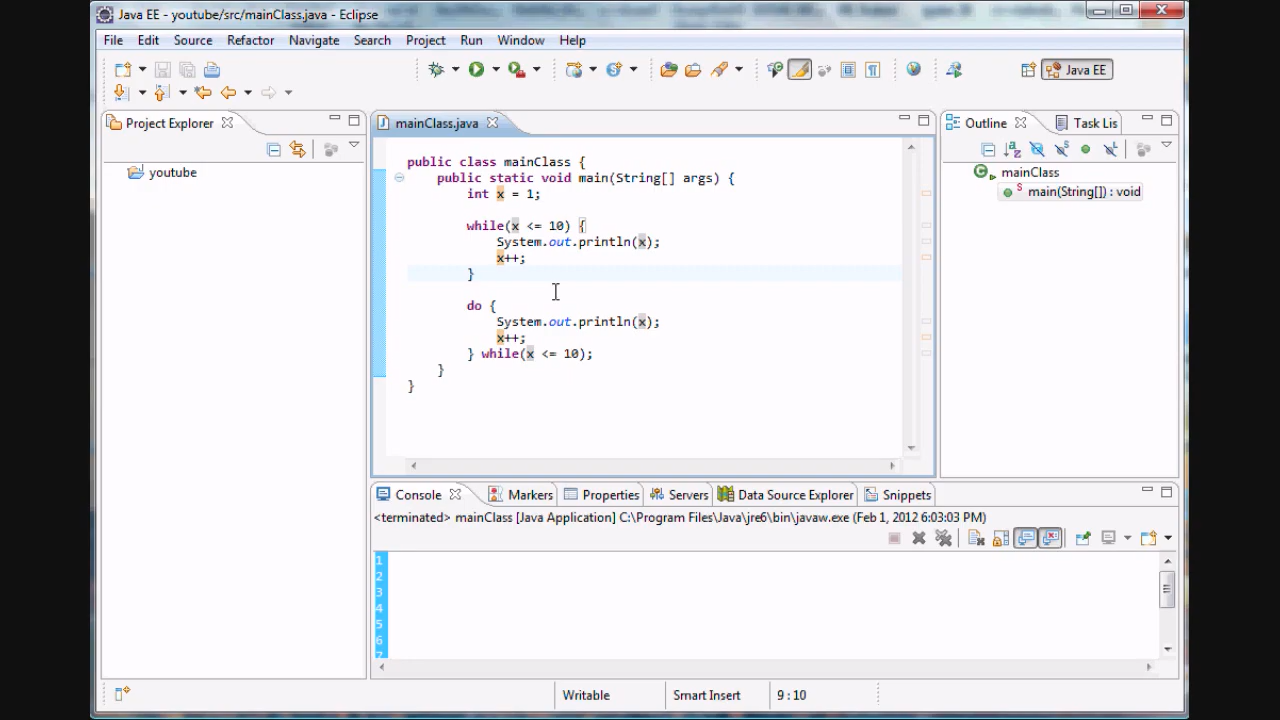 Java EE - youtube/src/mainClass.java - Eclipse
File Edit Source Refactor Navigate Search Project Run Window Help
Java EE
Project Explorer
mainClass.java
Outline
Task Lis
youtube
public class mainClass {
public static void main(String[] args) {
int x = 1;
while(x <= 10) {
System.out.println(x);
x++;
}
do {
System.out.println(x);
x++;
} while(x <= 10);
}
}
mainClass
main(String[]) : void
Console Markers Properties Servers Data Source Explorer Snippets
<terminated> mainClass [Java Application] C:\Program Files\Java\jre6\bin\javaw.exe (Feb 1, 2012 6:03:03 PM)
1
2
3
4
5
6
7
Writable Smart Insert 9 : 10